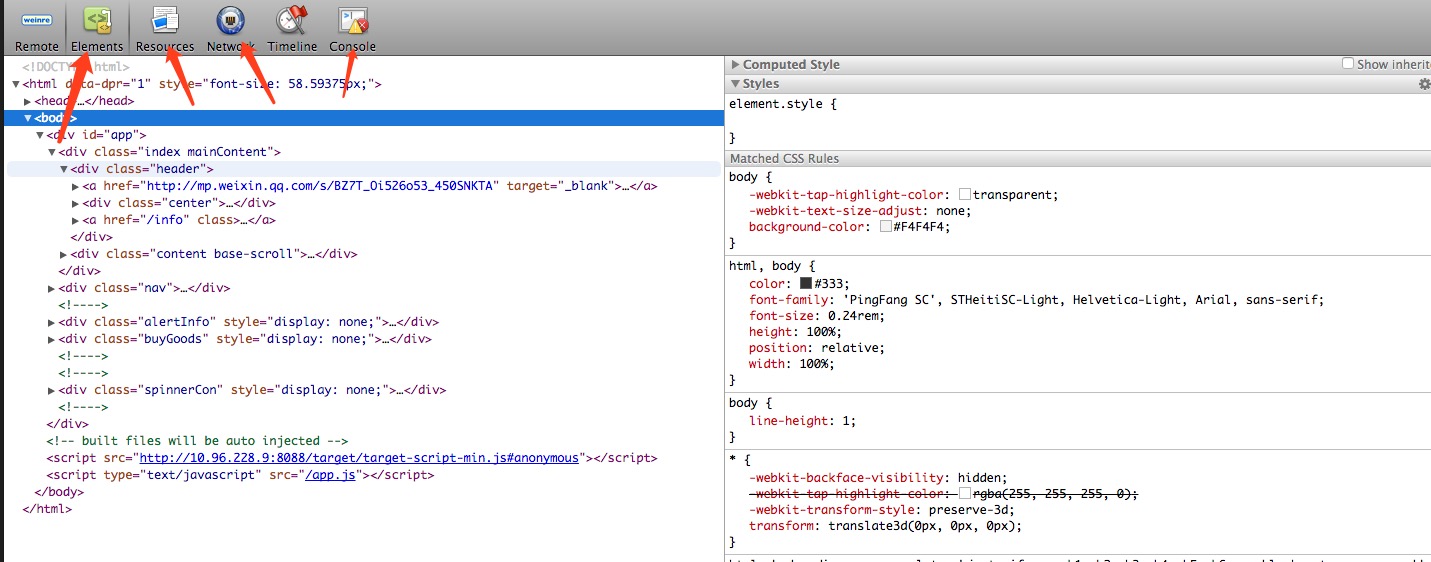 weinre
Remote Elements Resources Network Timeline Console
<!DOCTYPE html>
▼<html data-dpr="1" style="font-size: 58.59375px;">
▶<head>…</head>
▼<body>
▼<div id="app">
▼<div class="index mainContent">
▼<div class="header">
▶<a href="http://mp.weixin.qq.com/s/BZ7T_Oi526o53_450SNKTA" target="_blank">…</a>
▶<div class="center">…</div>
▶<a href="/info" class>…</a>
</div>
▶<div class="content base-scroll">…</div>
</div>
▶<div class="nav">…</div>
<!---->
▶<div class="alertInfo" style="display: none;">…</div>
▶<div class="buyGoods" style="display: none;">…</div>
<!---->
<!---->
▶<div class="spinnerCon" style="display: none;">…</div>
<!---->
</div>
<!-- built files will be auto injected -->
<script src="http://10.96.228.9:8088/target/target-script-min.js#anonymous"></script>
<script type="text/javascript" src="/app.js"></script>
</body>
</html>
▶ Computed Style Show inherite
▼ Styles
element.style {
}
Matched CSS Rules
body {
-webkit-tap-highlight-color: transparent;
-webkit-text-size-adjust: none;
background-color: #F4F4F4;
}
html, body {
color: #333;
font-family: 'PingFang SC', STHeitiSC-Light, Helvetica-Light, Arial, sans-serif;
font-size: 0.24rem;
height: 100%;
position: relative;
width: 100%;
}
body {
line-height: 1;
}
* {
-webkit-backface-visibility: hidden;
-webkit-tap-highlight-color: rgba(255, 255, 255, 0);
-webkit-transform-style: preserve-3d;
transform: translate3d(0px, 0px, 0px);
}